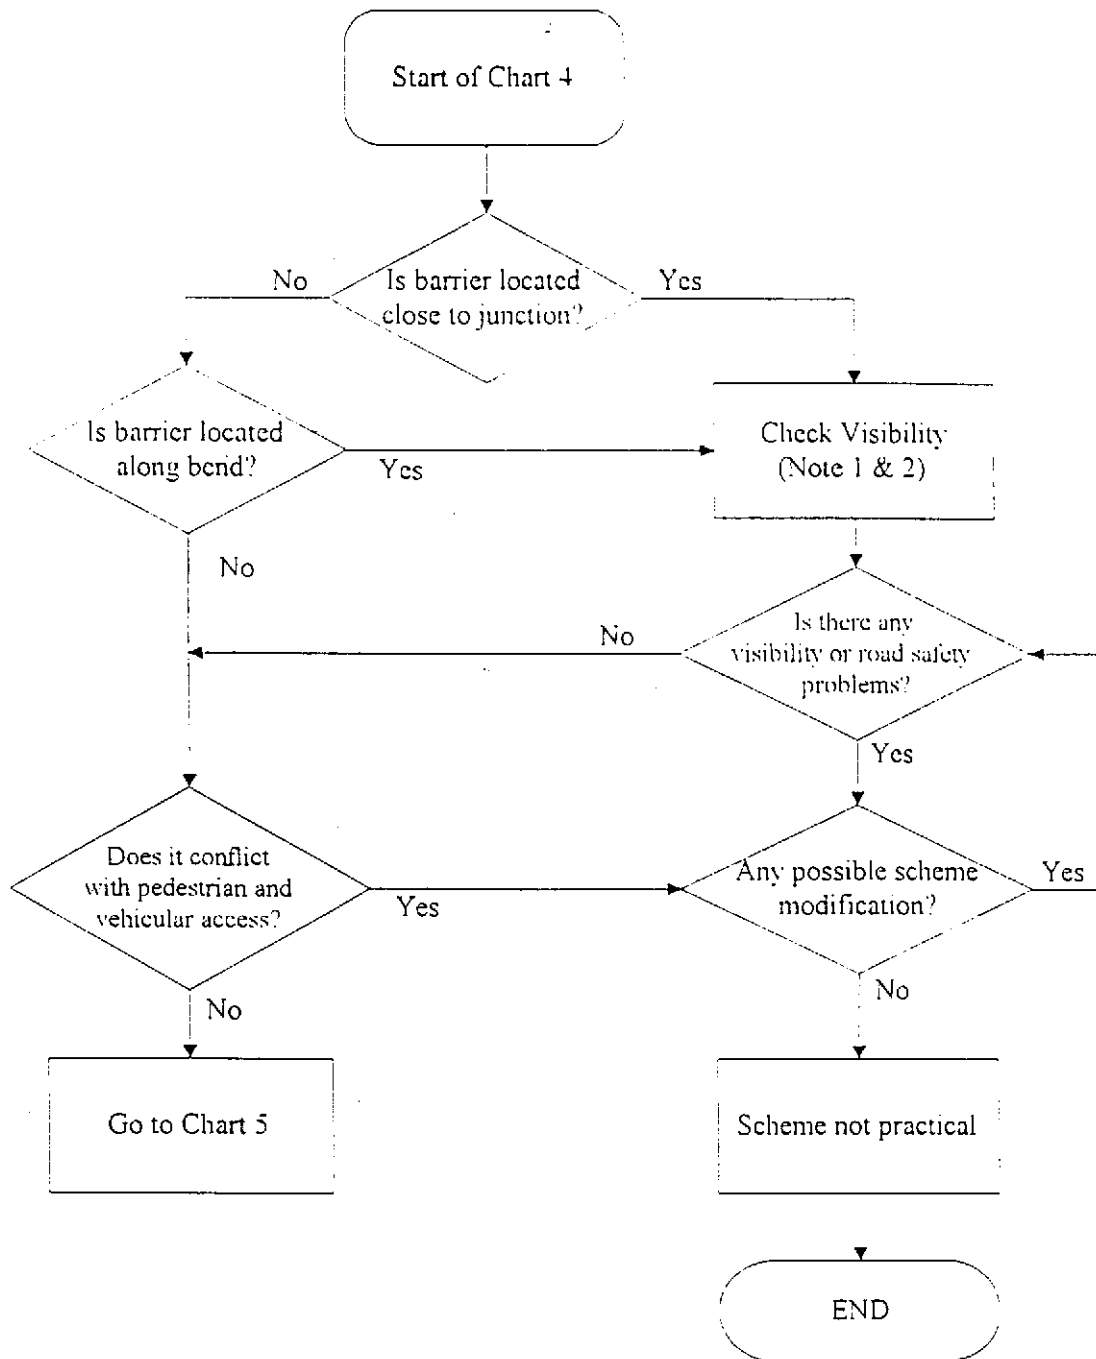 Start of Chart 4
Is barrier located
close to junction?
No
Yes
Is barrier located
along bend?
Yes
No
Check Visibility
(Note 1 & 2)
Is there any
visibility or road safety
problems?
No
Yes
Does it conflict
with pedestrian and
vehicular access?
Yes
No
Any possible scheme
modification?
Yes
No
Go to Chart 5
Scheme not practical
END